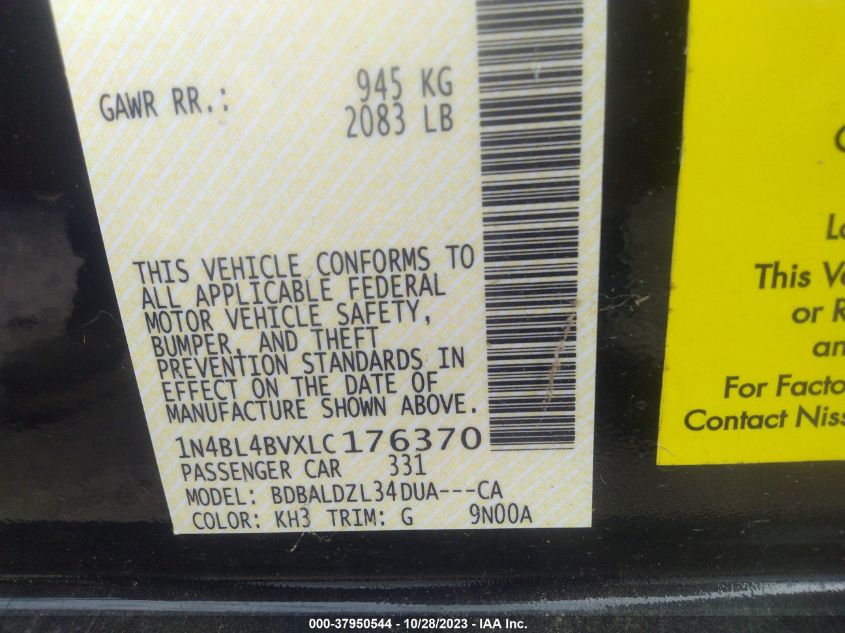 GAWR RR.: 945 KG
2083 LB
THIS VEHICLE CONFORMS TO
ALL APPLICABLE FEDERAL
MOTOR VEHICLE SAFETY,
BUMPER, AND THEFT
PREVENTION STANDARDS IN
EFFECT ON THE DATE OF
MANUFACTURE SHOWN ABOVE.
1N4BL4BVXLC176370
PASSENGER CAR 331
MODEL: BDBALDZL34DUA---CA
COLOR: KH3 TRIM: G 9N00A
This Ve
or R
an
For Facto
Contact Niss
000-37950544 - 10/28/2023 - IAA Inc.